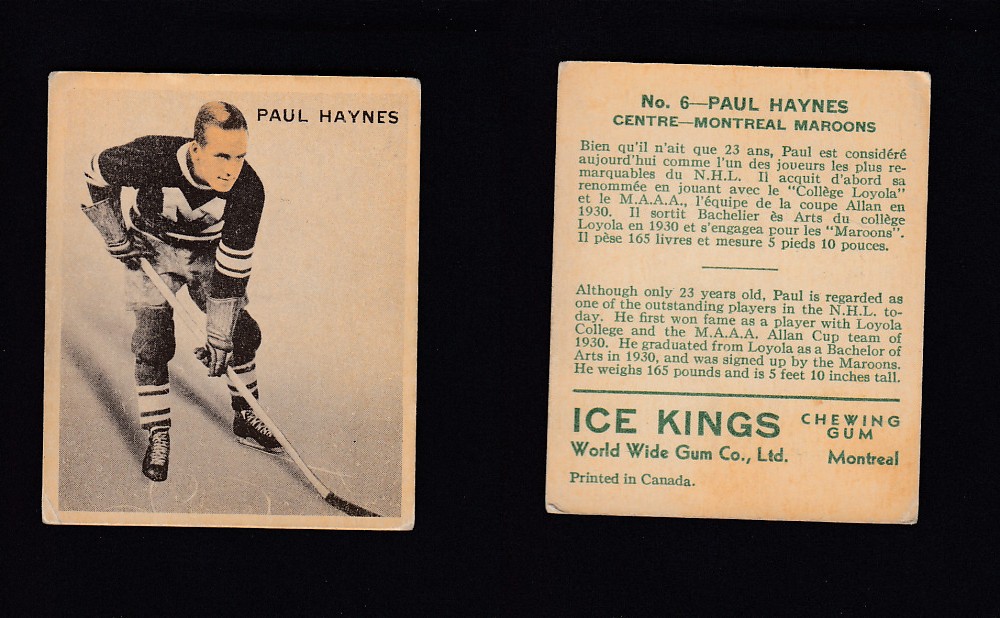 PAUL HAYNES
No. 6—PAUL HAYNES
CENTRE—MONTREAL MAROONS
Bien qu'il n'ait que 23 ans, Paul est considéré
aujourd'hui comme l'un des joueurs les plus re-
marquables du N.H.L. Il acquit d'abord sa
renommée en jouant avec le "Collège Loyola"
et le M.A.A.A., l'équipe de la coupe Allan en
1930. Il sortit Bachelier ès Arts du collège
Loyola en 1930 et s'engagea pour les "Maroons".
Il pèse 165 livres et mesure 5 pieds 10 pouces.
Although only 23 years old, Paul is regarded as
one of the outstanding players in the N.H.L. to-
day. He first won fame as a player with Loyola
College and the M.A.A.A. Allan Cup team of
1930. He graduated from Loyola as a Bachelor of
Arts in 1930, and was signed up by the Maroons.
He weighs 165 pounds and is 5 feet 10 inches tall.
ICE KINGS CHEWING GUM
World Wide Gum Co., Ltd. Montreal
Printed in Canada.